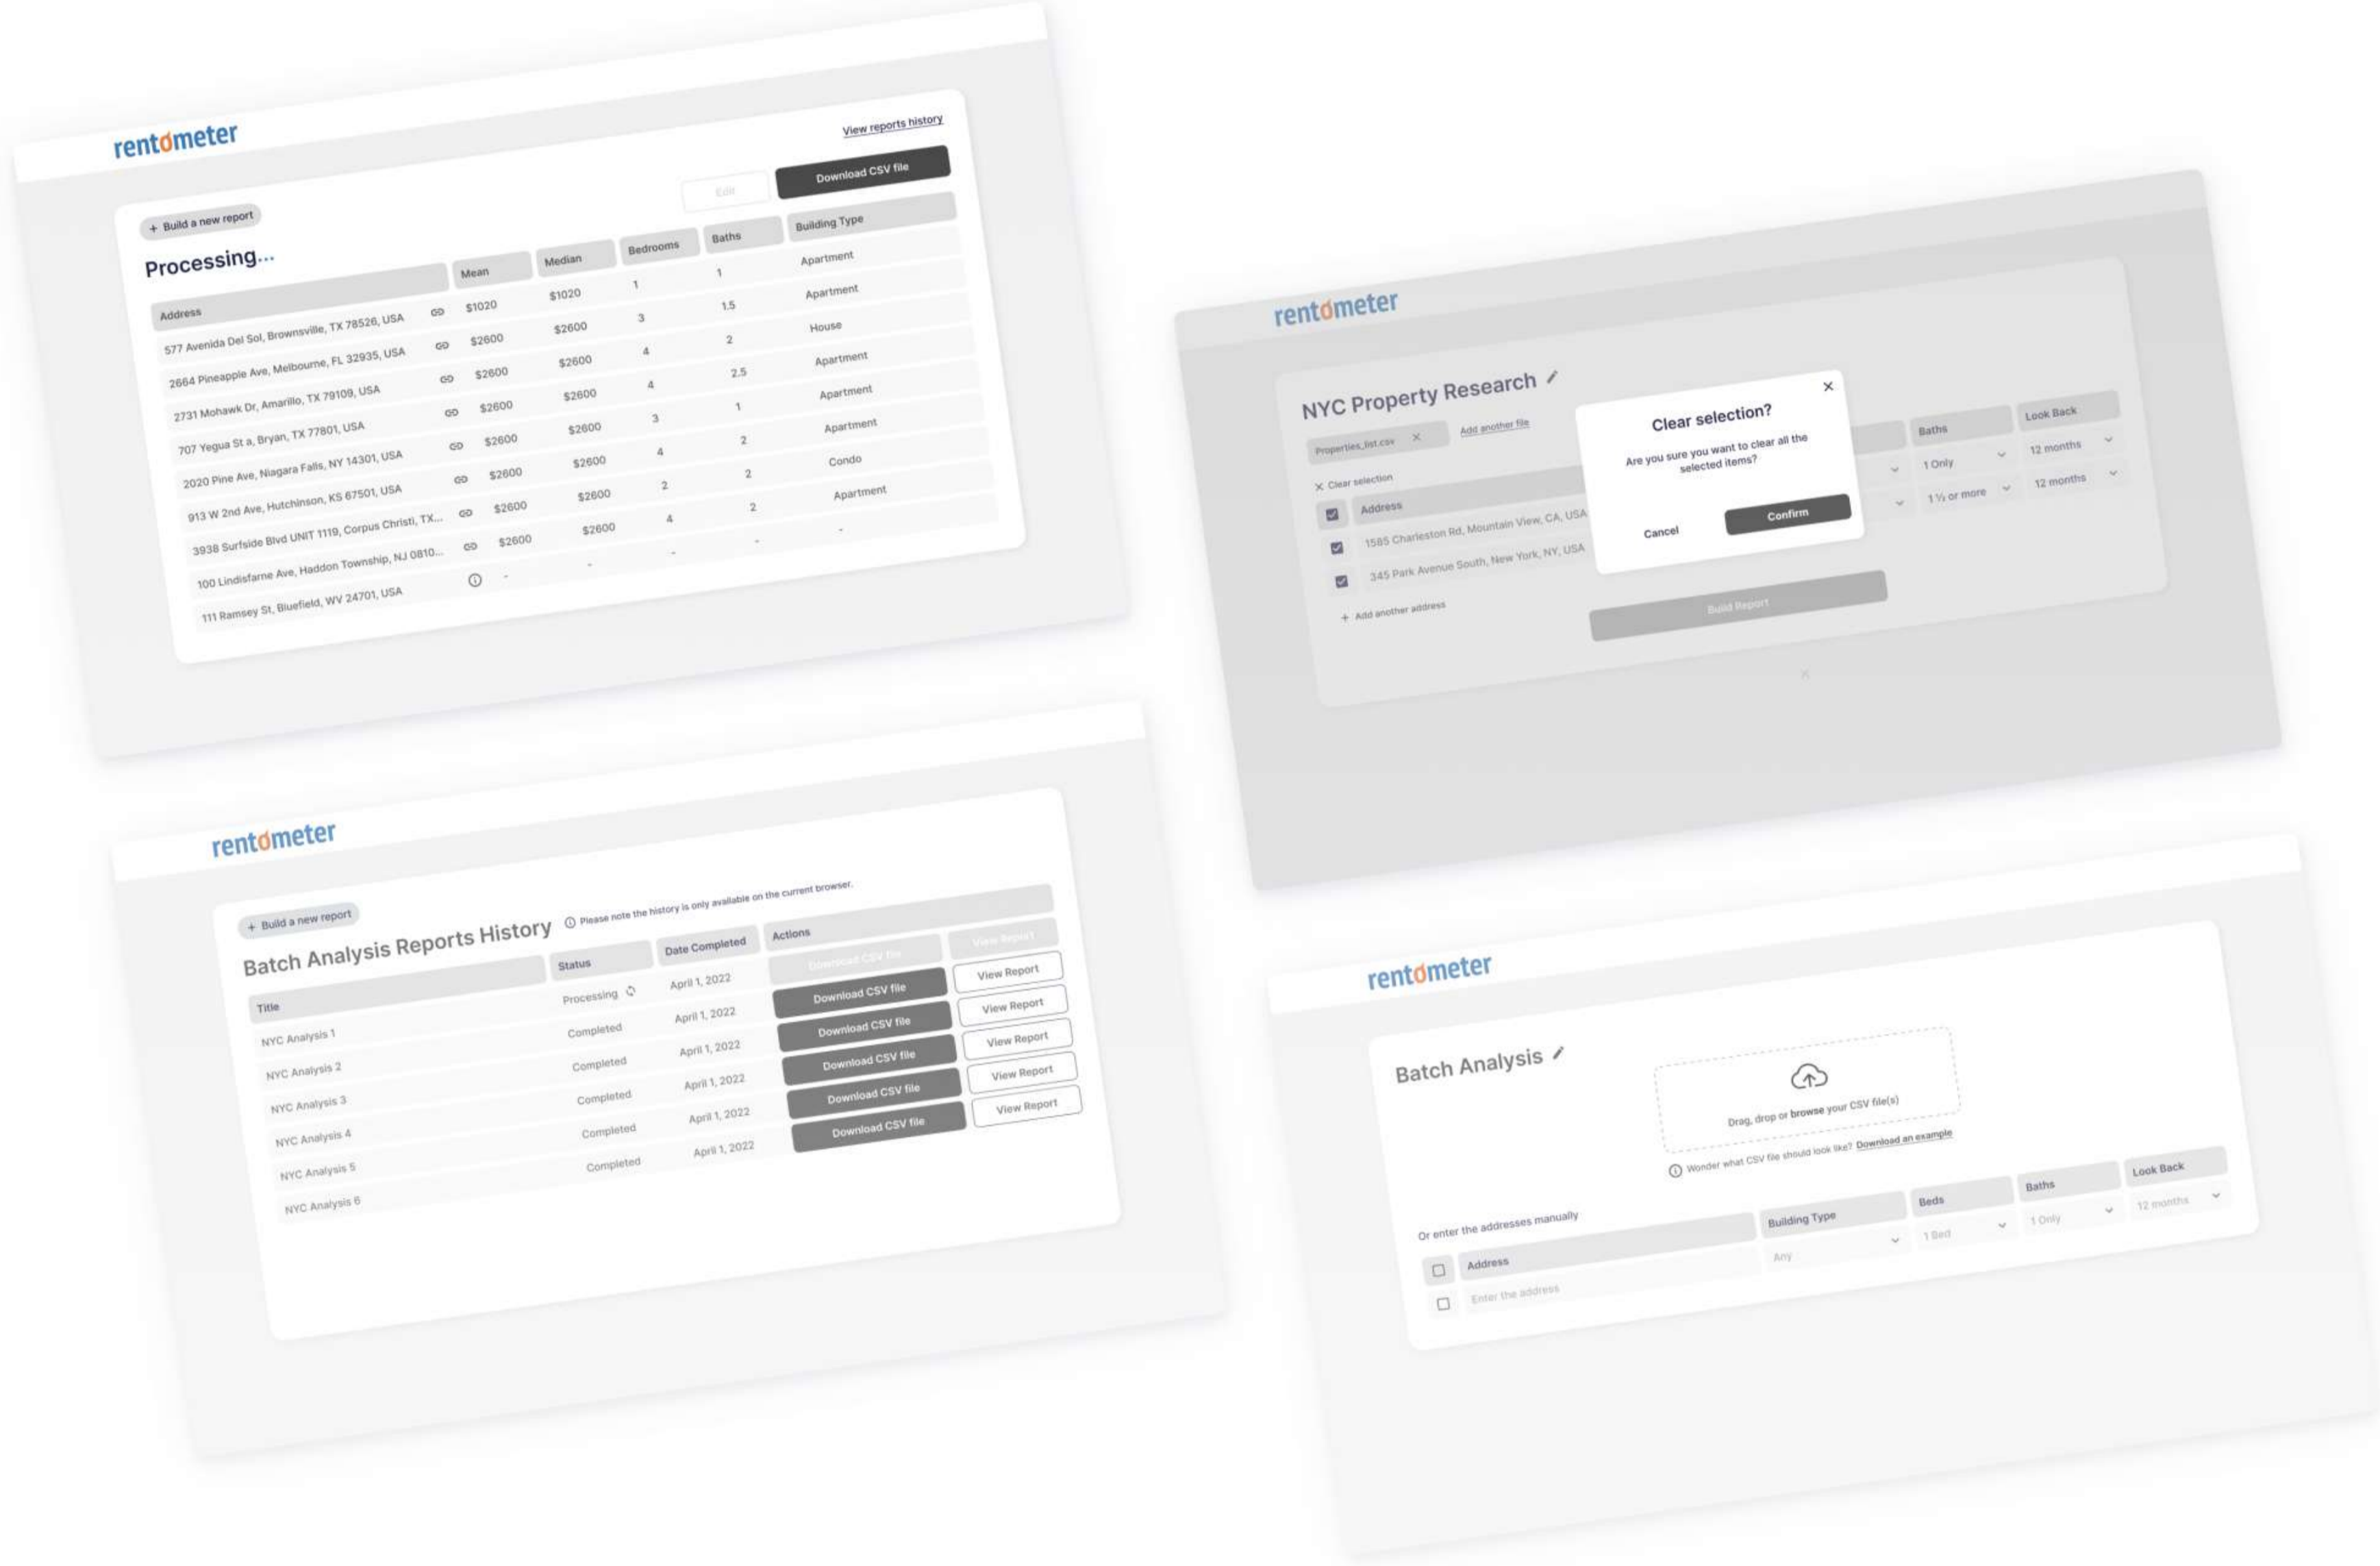 rentometer
View reports history
+ Build a new report
Edit
Download CSV file
Processing...
Address Mean Median Bedrooms Baths Building Type
577 Avenida Del Sol, Brownsville, TX 78526, USA $1020 $1020 1 1 Apartment
2664 Pineapple Ave, Melbourne, FL 32935, USA $2600 $2600 3 1.5 Apartment
2731 Mohawk Dr, Amarillo, TX 79109, USA $2600 $2600 4 2 House
707 Yegua St a, Bryan, TX 77801, USA $2600 $2600 4 2.5 Apartment
2020 Pine Ave, Niagara Falls, NY 14301, USA $2600 $2600 3 1 Apartment
913 W 2nd Ave, Hutchinson, KS 67501, USA $2600 $2600 4 2 Apartment
3938 Surfside Blvd UNIT 1119, Corpus Christi, TX... $2600 $2600 2 2 Condo
100 Lindisfarne Ave, Haddon Township, NJ 0810... $2600 $2600 4 2 Apartment
111 Ramsey St, Bluefield, WV 24701, USA - - - - -
rentometer
NYC Property Research
Properties_list.csv
Add another file
Clear selection
Address Baths Look Back
1585 Charleston Rd, Mountain View, CA, USA 1 Only 12 months
345 Park Avenue South, New York, NY, USA 1 ½ or more 12 months
+ Add another address
Build Report
Clear selection?
Are you sure you want to clear all the
selected items?
Cancel
Confirm
rentometer
+ Build a new report
Batch Analysis Reports History
Please note the history is only available on the current browser.
Title Status Date Completed Actions
NYC Analysis 1 Processing April 1, 2022 Download CSV file View Report
NYC Analysis 2 Completed April 1, 2022 Download CSV file View Report
NYC Analysis 3 Completed April 1, 2022 Download CSV file View Report
NYC Analysis 4 Completed April 1, 2022 Download CSV file View Report
NYC Analysis 5 Completed April 1, 2022 Download CSV file View Report
NYC Analysis 6 Completed April 1, 2022 Download CSV file View Report
rentometer
Batch Analysis
Drag, drop or browse your CSV file(s)
Wonder what CSV file should look like? Download an example
Or enter the addresses manually
Address Building Type Beds Baths Look Back
Enter the address Any 1 Bed 1 Only 12 months